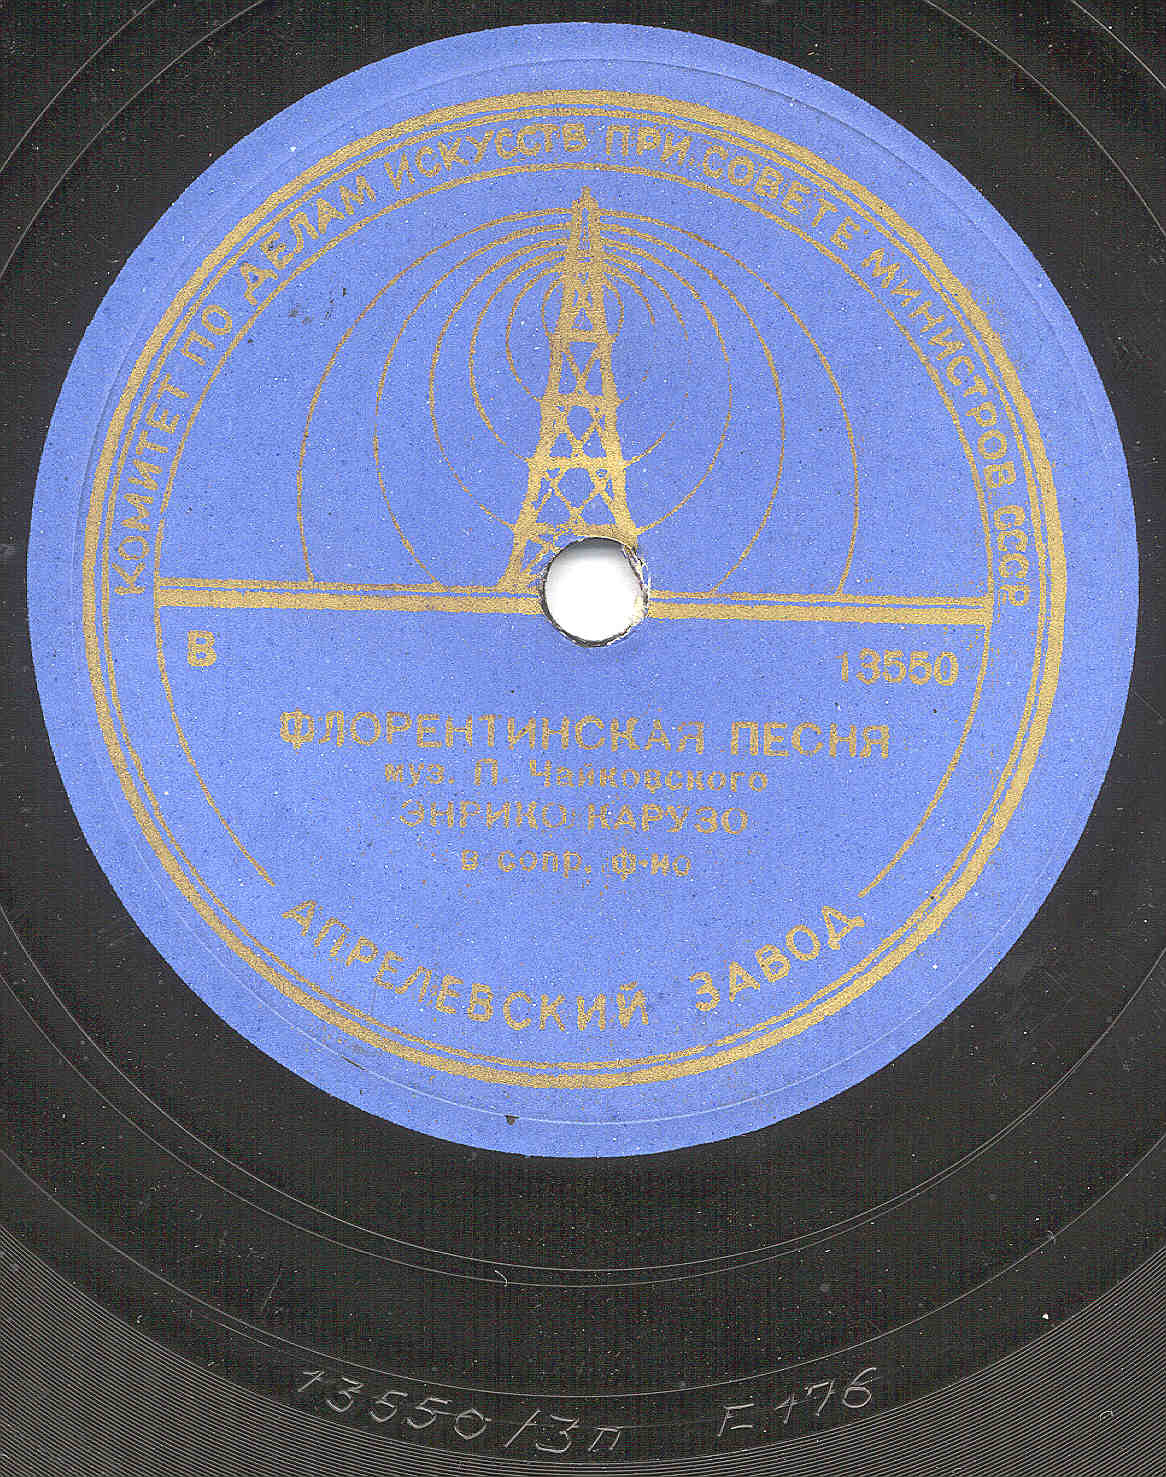 КОМИТЕТ ПО ДЕЛАМ ИСКУССТВ ПРИ СОВЕТЕ МИНИСТРОВ СССР
В
13550
ФЛОРЕНТИНСКАЯ ПЕСНЯ
муз. П. Чайковского
ЭНРИКО КАРУЗО
в сопр. ф-но
АПРЕЛЕВСКИЙ ЗАВОД
13550/3п F 176